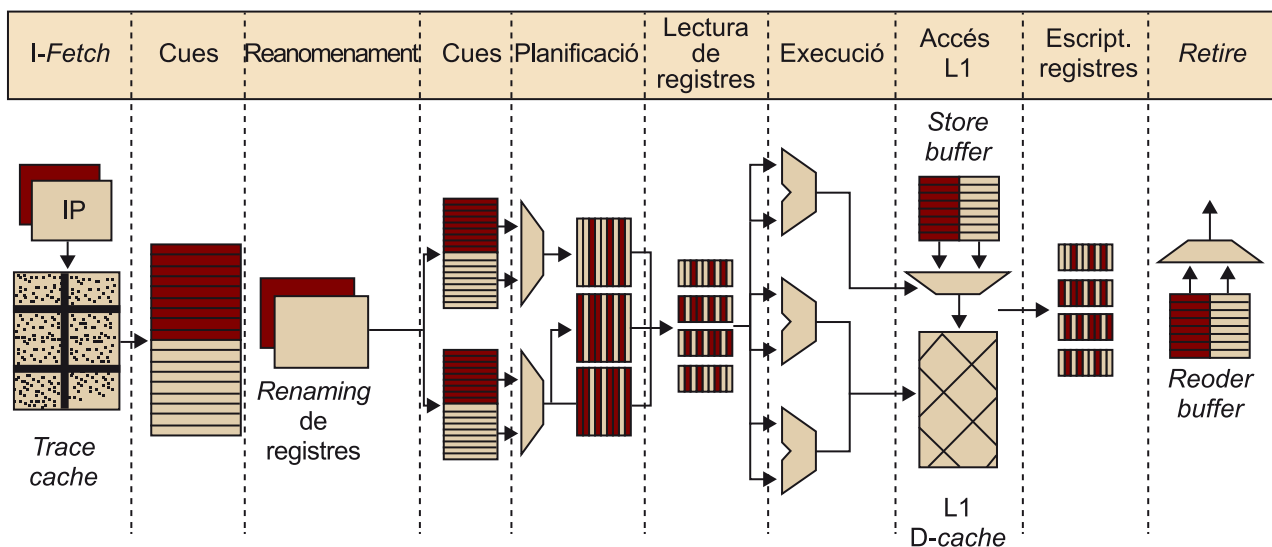 I-Fetch
Cues
Reanomenament
Cues
Planificació
Lectura
de
registres
Execució
Accés
L1
Escript.
registres
Retire
IP
Trace
cache
Renaming
de
registres
Store
buffer
L1
D-cache
Reoder
buffer